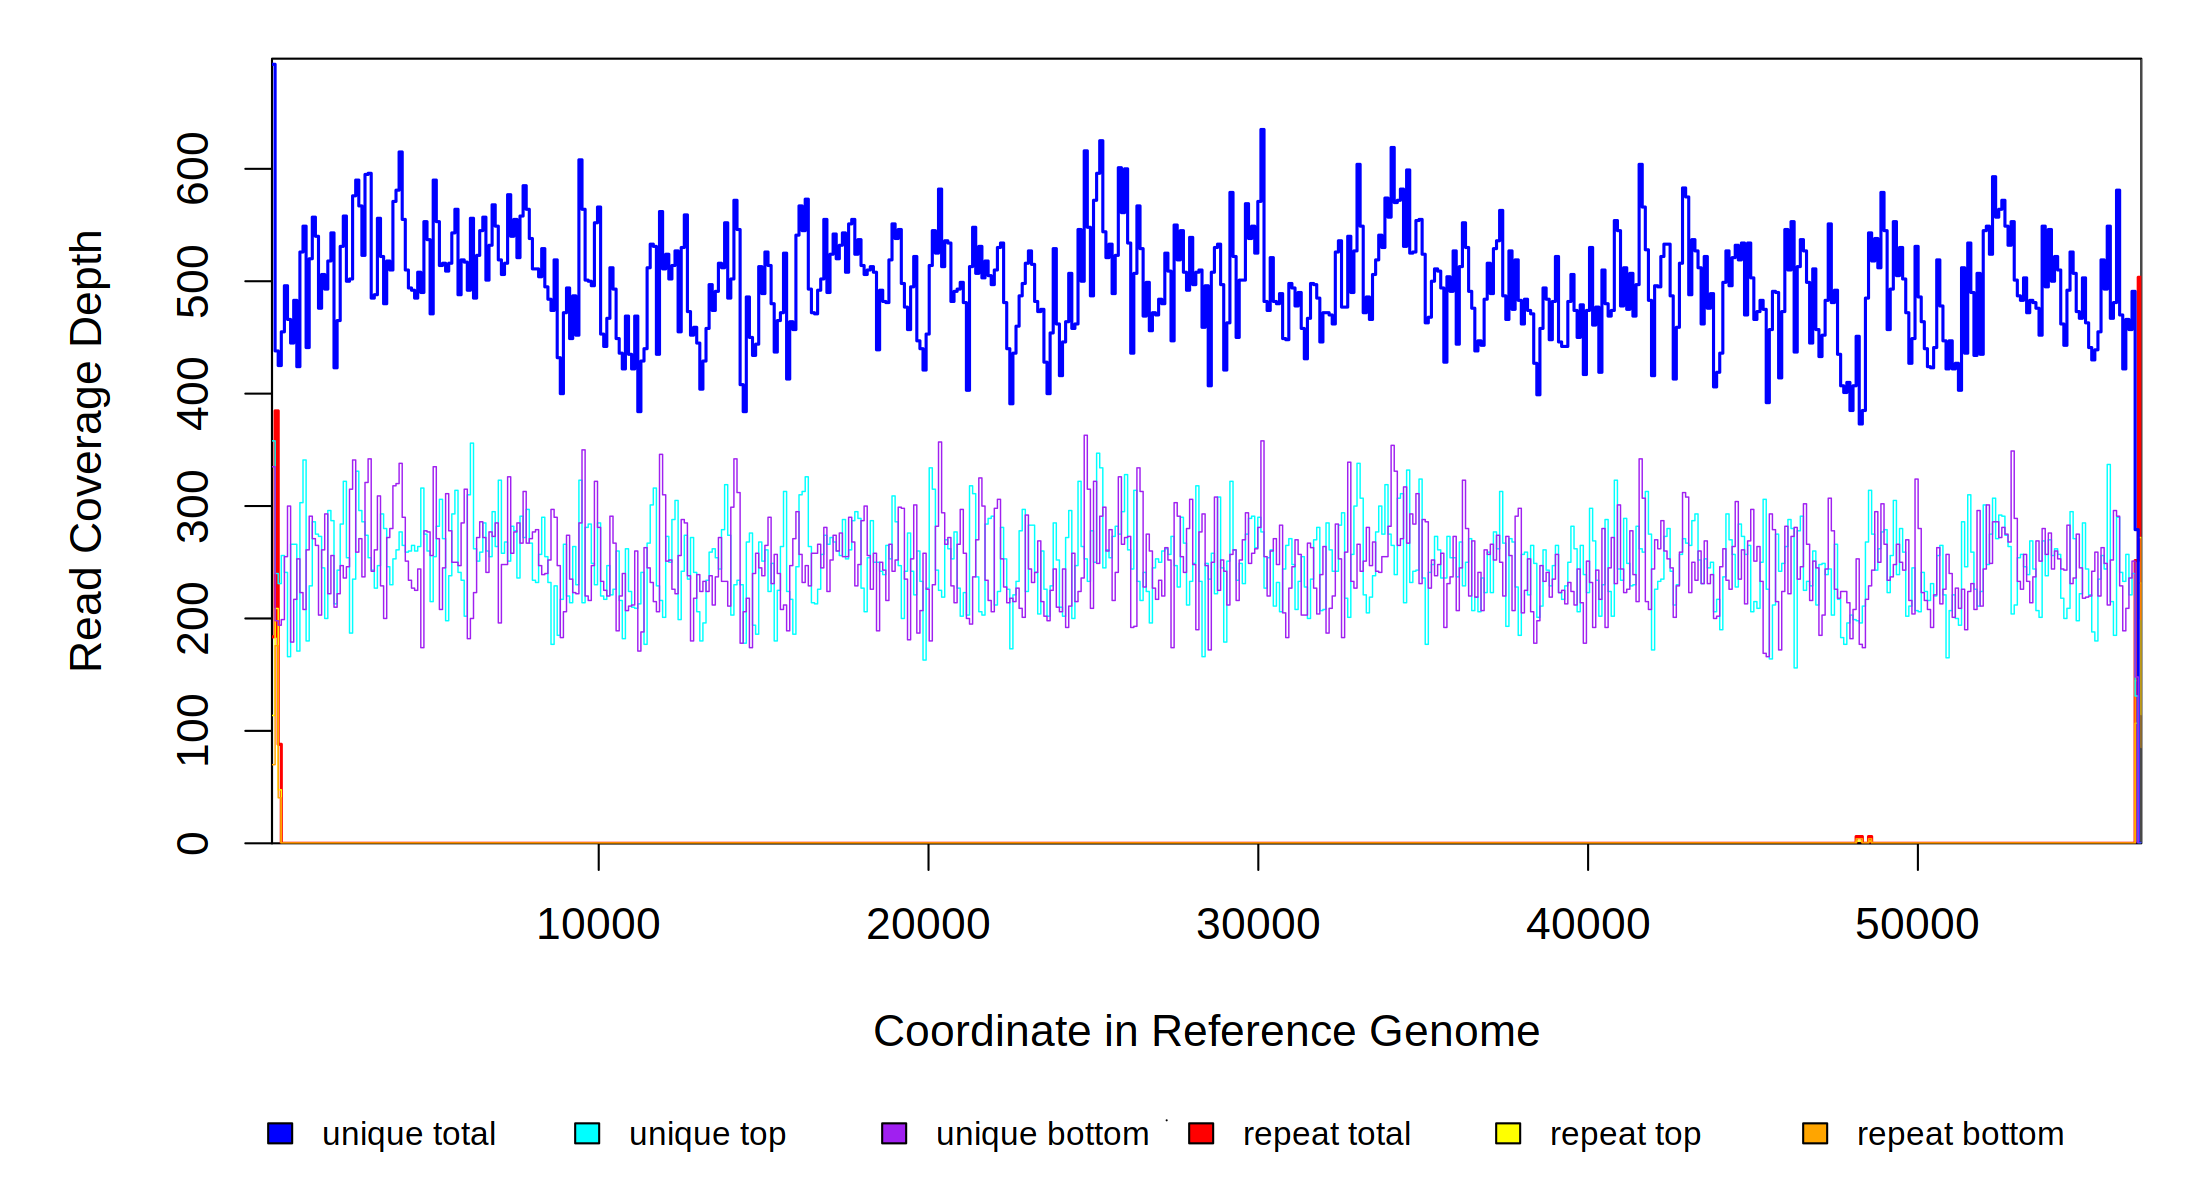 Read Coverage Depth
600
500
400
300
200
100
0
10000 20000 30000 40000 50000
Coordinate in Reference Genome
unique total unique top unique bottom repeat total repeat top repeat bottom